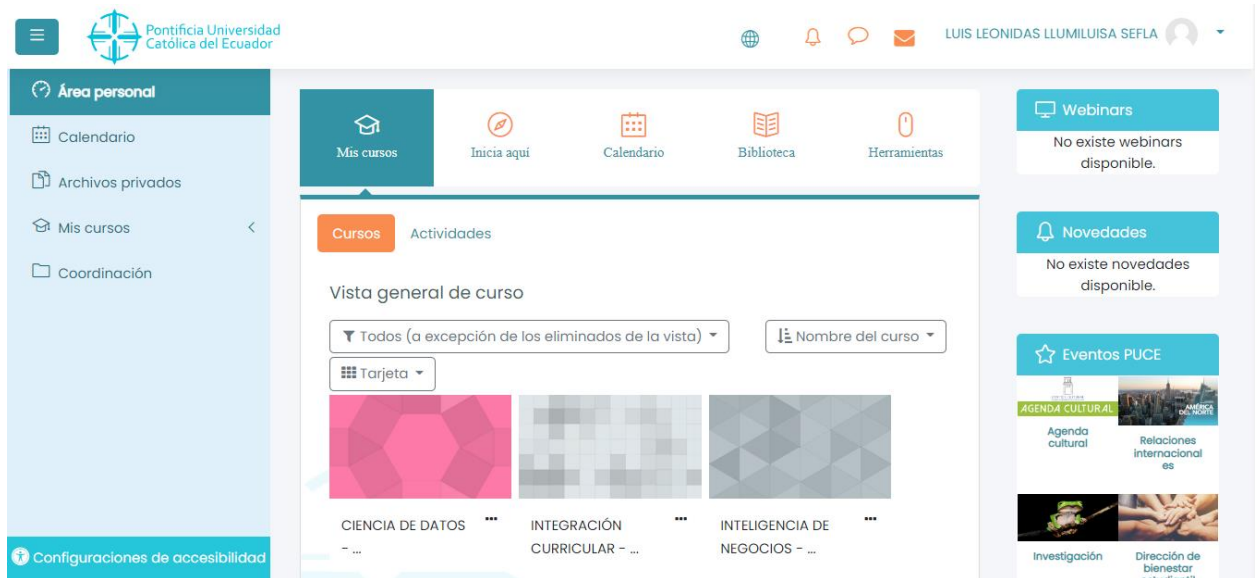 Pontificia Universidad
Católica del Ecuador
LUIS LEONIDAS LLUMILUISA SEFLA
Área personal
Calendario
Archivos privados
Mis cursos
Coordinación
Configuraciones de accesibilidad
Mis cursos
Inicia aquí
Calendario
Biblioteca
Herramientas
Cursos
Actividades
Vista general de curso
Todos (a excepción de los eliminados de la vista)
Nombre del curso
Tarjeta
CIENCIA DE DATOS
- ...
INTEGRACIÓN
CURRICULAR - ...
INTELIGENCIA DE
NEGOCIOS - ...
Webinars
No existe webinars
disponible.
Novedades
No existe novedades
disponible.
Eventos PUCE
AGENDA CULTURAL
AMÉRICA
DEL NORTE
Agenda
cultural
Relaciones
internacional
es
Investigación
Dirección de
bienestar